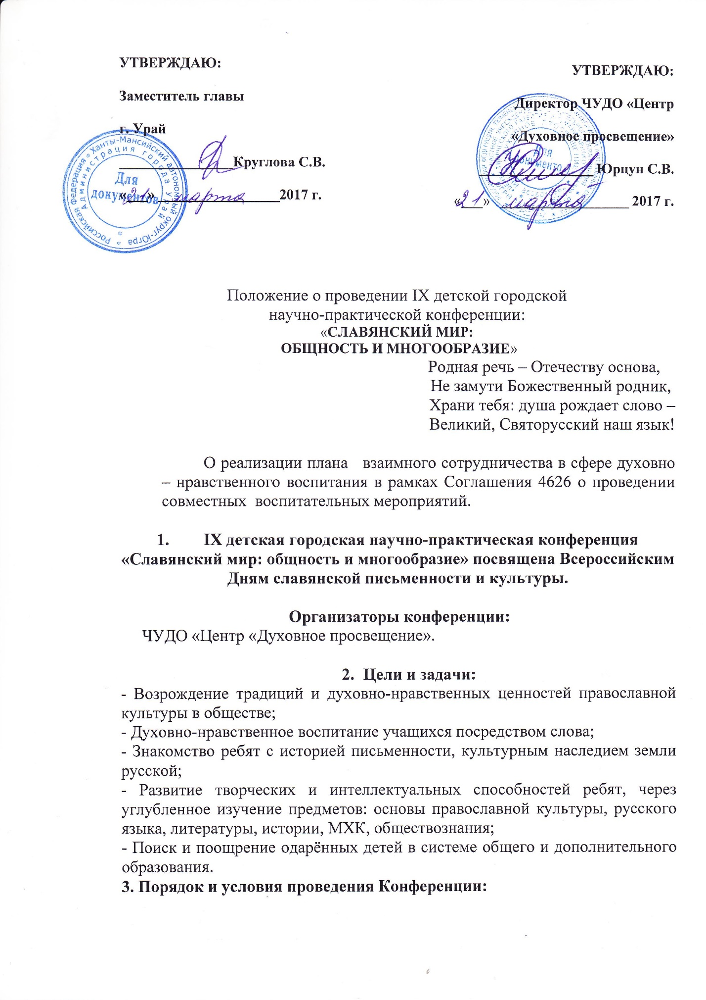 УТВЕРЖДАЮ:
Заместитель главы
г. Урай
________________Круглова С.В.
«21» марта 2017 г.
Российская Федерация * Ханты-Мансийский автономный округ-Югра *
Администрация города Урай *
Для
документов
УТВЕРЖДАЮ:
Директор ЧУДО «Центр
«Духовное просвещение»
________________ Юрцун С.В.
«21» марта 2017 г.
Для
документов
Положение о проведении IX детской городской
научно-практической конференции:
«СЛАВЯНСКИЙ МИР:
ОБЩНОСТЬ И МНОГООБРАЗИЕ»
Родная речь – Отечеству основа,
Не замути Божественный родник,
Храни тебя: душа рождает слово –
Великий, Святорусский наш язык!
О реализации плана взаимного сотрудничества в сфере духовно
– нравственного воспитания в рамках Соглашения 4626 о проведении
совместных воспитательных мероприятий.
1. IX детская городская научно-практическая конференция
«Славянский мир: общность и многообразие» посвящена Всероссийским
Дням славянской письменности и культуры.
Организаторы конференции:
ЧУДО «Центр «Духовное просвещение».
2. Цели и задачи:
- Возрождение традиций и духовно-нравственных ценностей православной
культуры в обществе;
- Духовно-нравственное воспитание учащихся посредством слова;
- Знакомство ребят с историей письменности, культурным наследием земли
русской;
- Развитие творческих и интеллектуальных способностей ребят, через
углубленное изучение предметов: основы православной культуры, русского
языка, литературы, истории, МХК, обществознания;
- Поиск и поощрение одарённых детей в системе общего и дополнительного
образования.
3. Порядок и условия проведения Конференции: